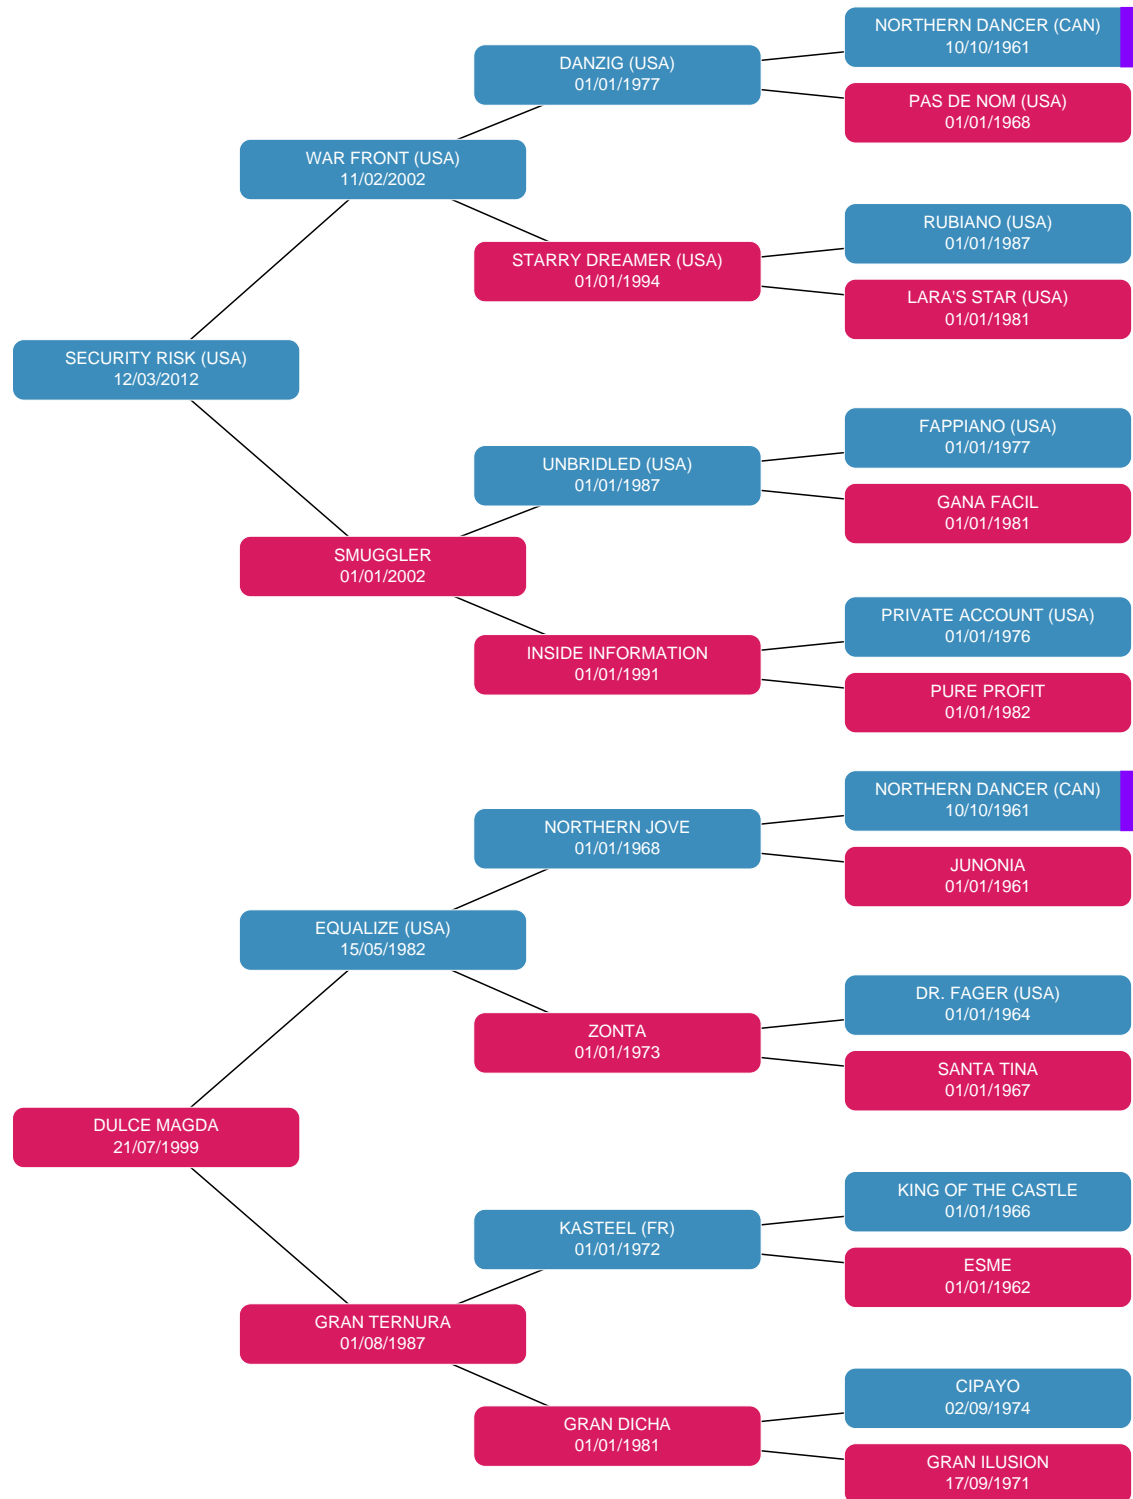 NORTHERN DANCER (CAN)
10/10/1961
DANZIG (USA)
01/01/1977
PAS DE NOM (USA)
01/01/1968
WAR FRONT (USA)
11/02/2002
RUBIANO (USA)
01/01/1987
STARRY DREAMER (USA)
01/01/1994
LARA'S STAR (USA)
01/01/1981
SECURITY RISK (USA)
12/03/2012
FAPPIANO (USA)
01/01/1977
UNBRIDLED (USA)
01/01/1987
GANA FACIL
01/01/1981
SMUGGLER
01/01/2002
PRIVATE ACCOUNT (USA)
01/01/1976
INSIDE INFORMATION
01/01/1991
PURE PROFIT
01/01/1982
NORTHERN DANCER (CAN)
10/10/1961
NORTHERN JOVE
01/01/1968
JUNONIA
01/01/1961
EQUALIZE (USA)
15/05/1982
DR. FAGER (USA)
01/01/1964
ZONTA
01/01/1973
SANTA TINA
01/01/1967
DULCE MAGDA
21/07/1999
KING OF THE CASTLE
01/01/1966
KASTEEL (FR)
01/01/1972
ESME
01/01/1962
GRAN TERNURA
01/08/1987
CIPAYO
02/09/1974
GRAN DICHA
01/01/1981
GRAN ILUSION
17/09/1971